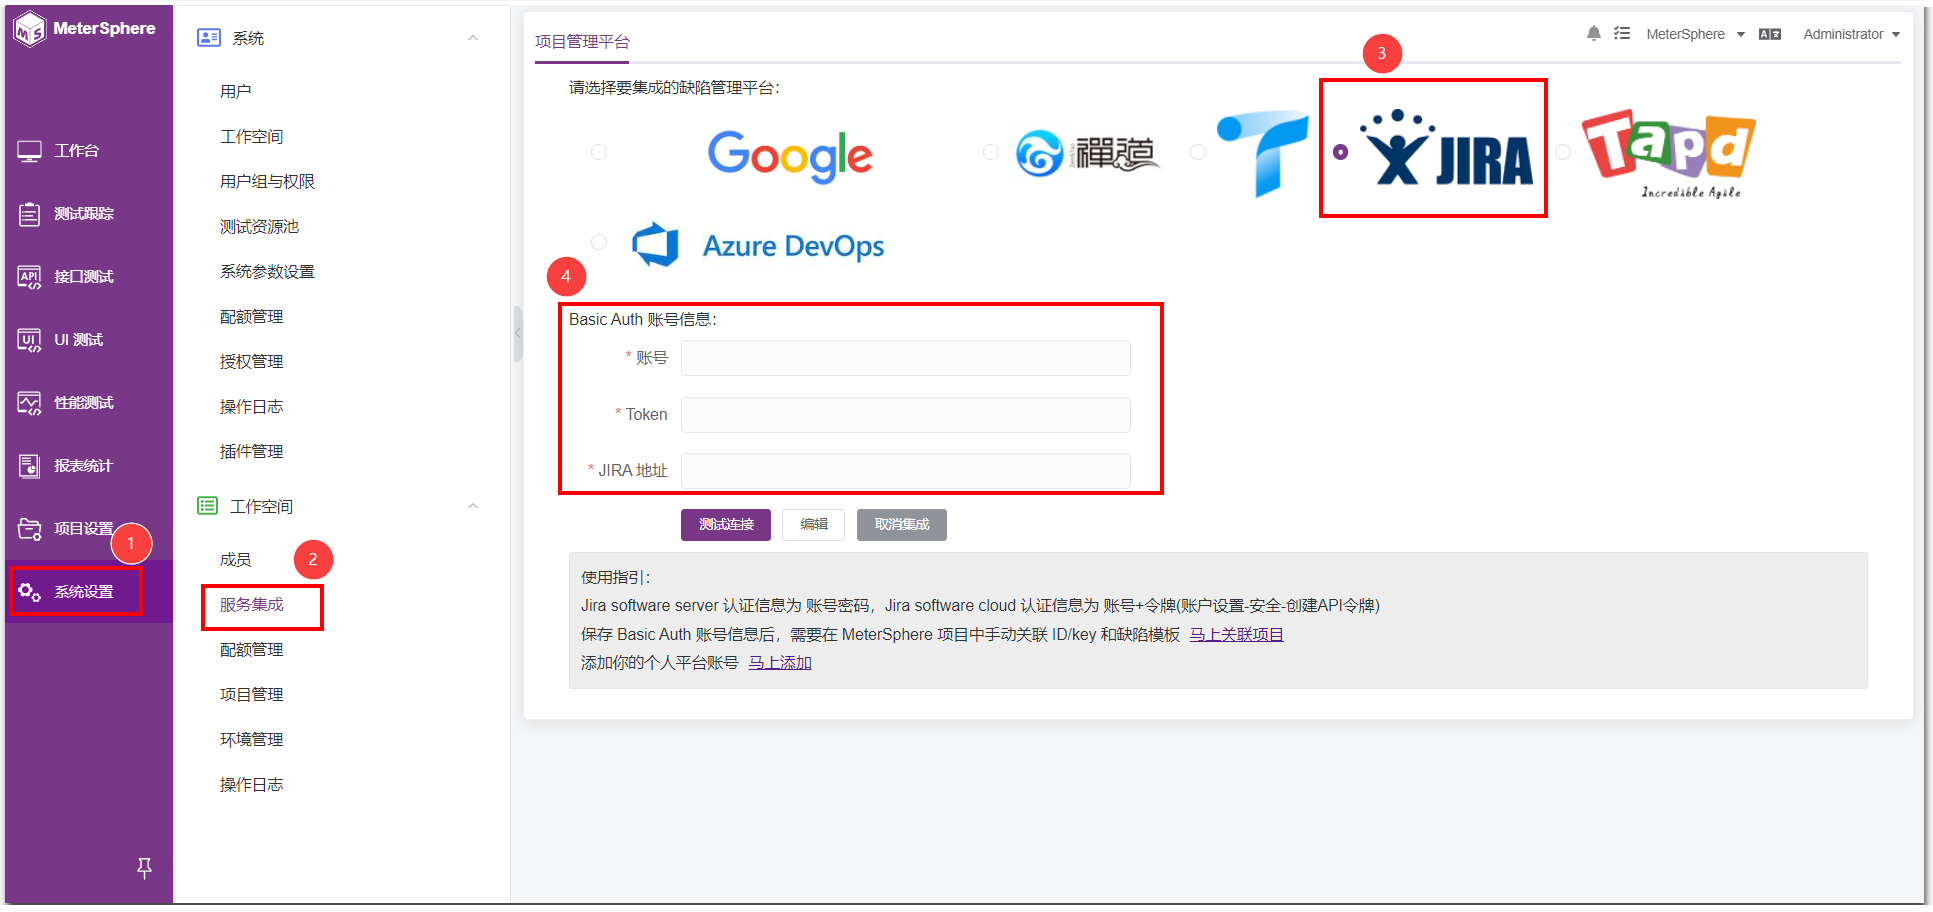 MeterSphere
工作台
测试跟踪
接口测试
UI 测试
性能测试
报表统计
项目设置
1
系统设置
系统
用户
工作空间
用户组与权限
测试资源池
系统参数设置
配额管理
授权管理
操作日志
插件管理
工作空间
成员
2
服务集成
配额管理
项目管理
环境管理
操作日志
项目管理平台
MeterSphere
Administrator
3
请选择要集成的缺陷管理平台：
Google
禪道
JIRA
Tapd
Incredible Agile
Azure DevOps
4
Basic Auth 账号信息：
* 账号
* Token
* JIRA 地址
测试连接
编辑
取消集成
使用指引：
Jira software server 认证信息为 账号密码，Jira software cloud 认证信息为 账号+令牌(账户设置-安全-创建API令牌)
保存 Basic Auth 账号信息后，需要在 MeterSphere 项目中手动关联 ID/key 和缺陷模板 马上关联项目
添加你的个人平台账号 马上添加